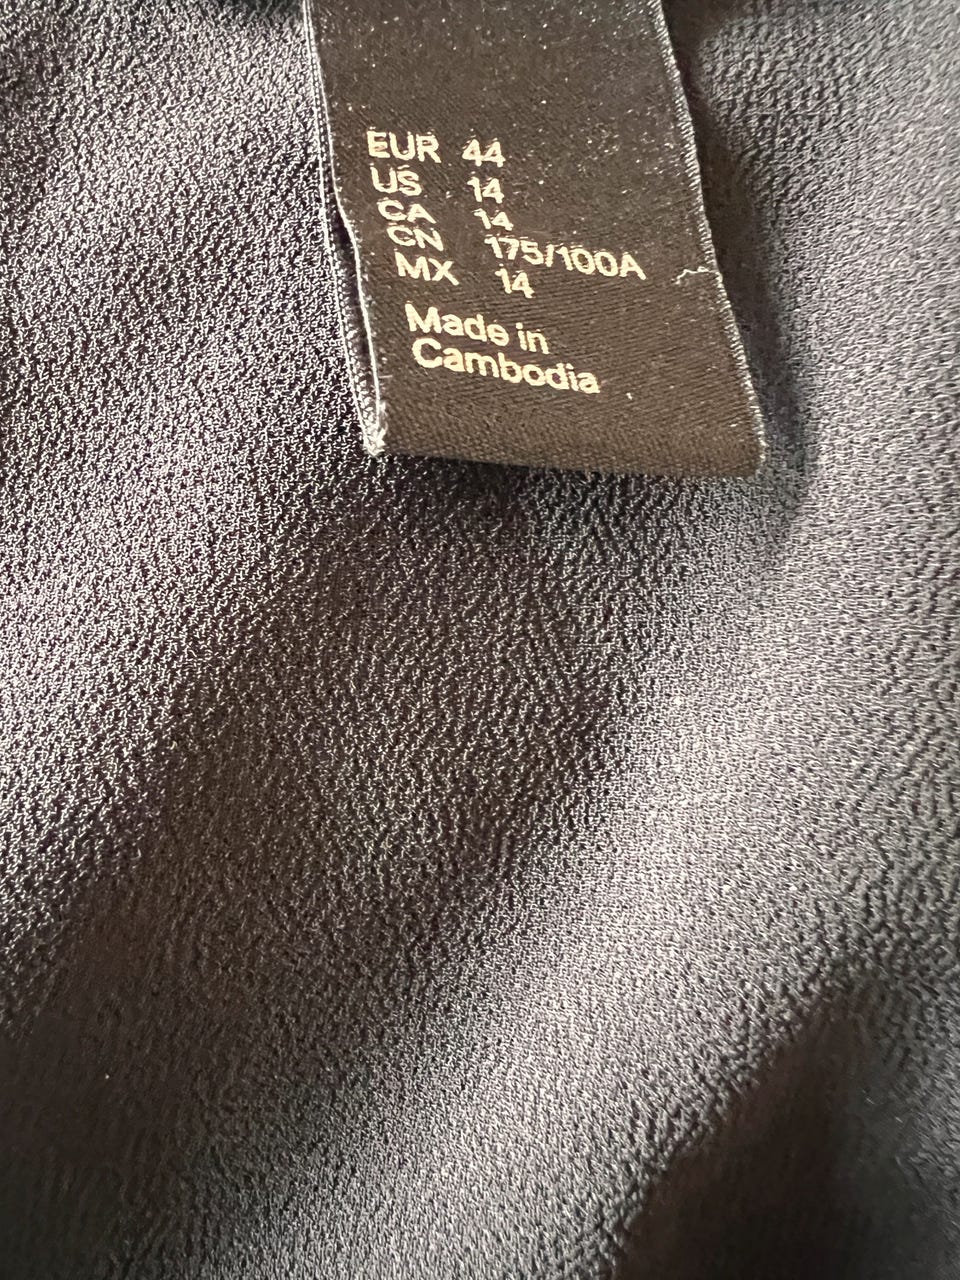 EUR 44
US 14
CA 14
CN 175/100A
MX 14
Made in
Cambodia